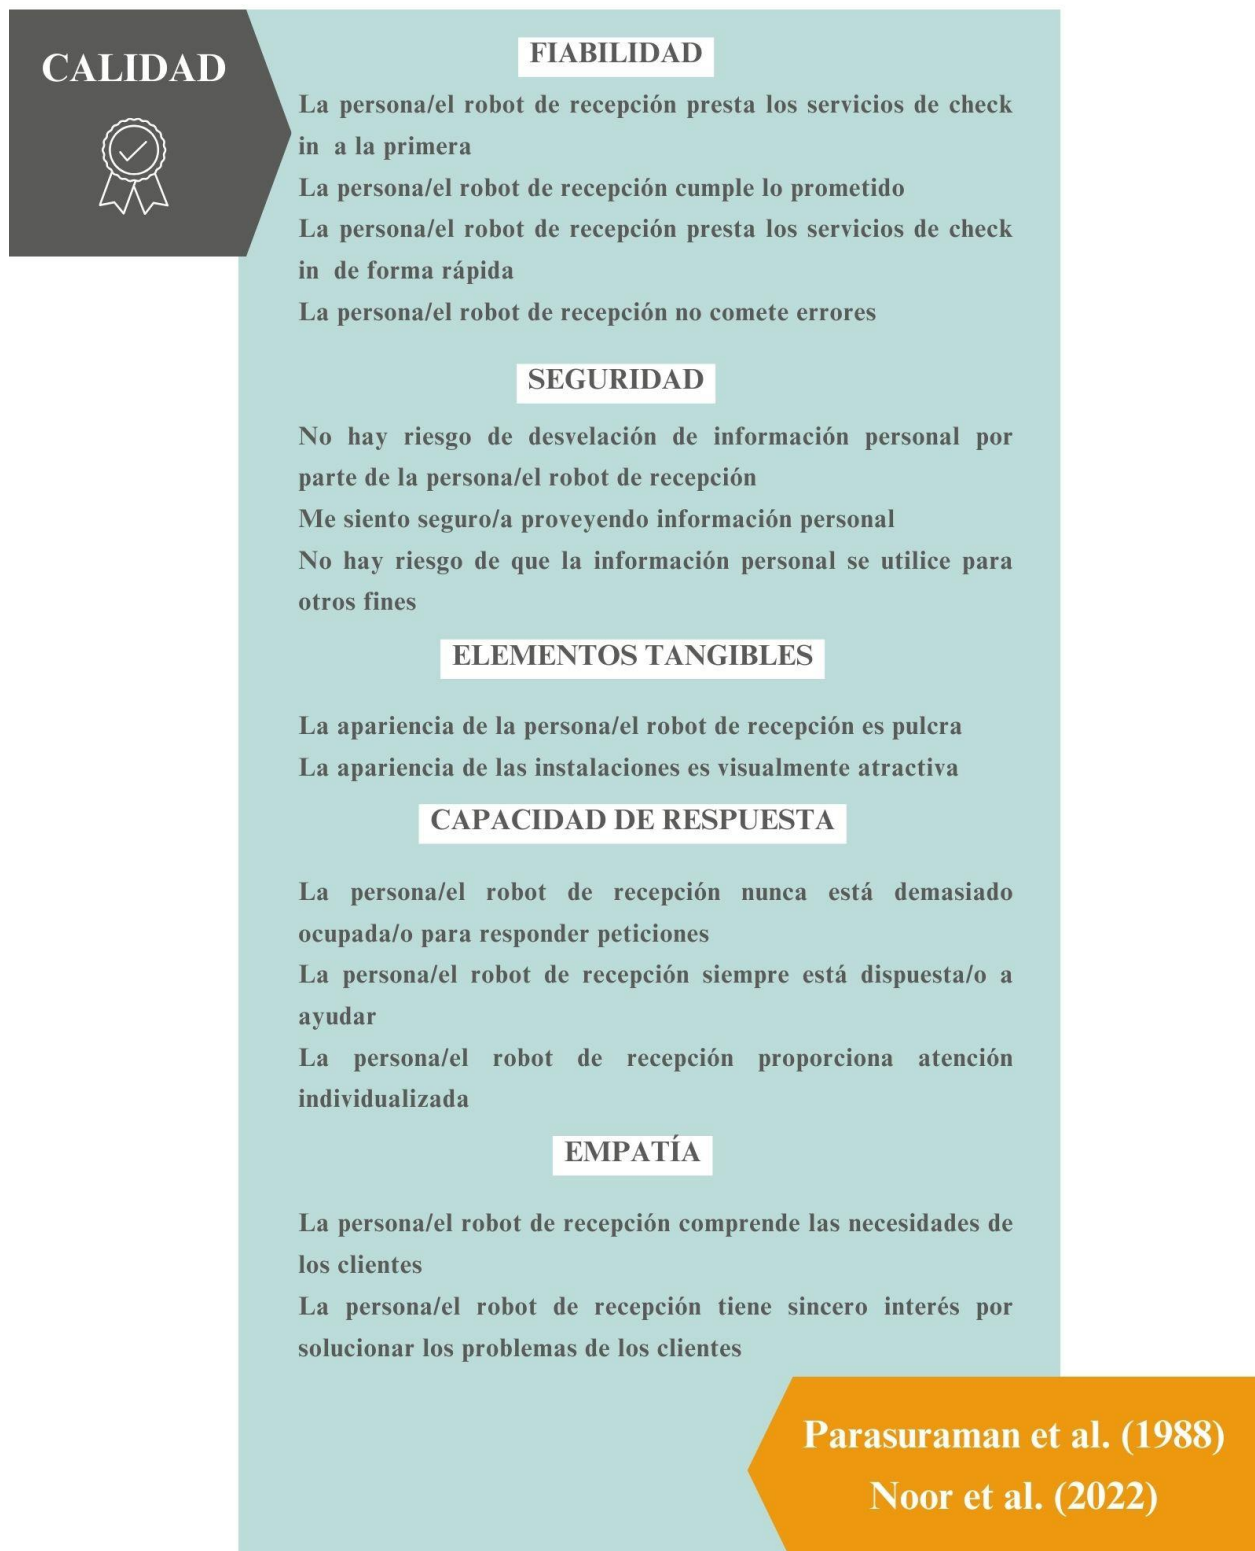 CALIDAD
FIABILIDAD
La persona/el robot de recepción presta los servicios de check
in a la primera
La persona/el robot de recepción cumple lo prometido
La persona/el robot de recepción presta los servicios de check
in de forma rápida
La persona/el robot de recepción no comete errores
SEGURIDAD
No hay riesgo de desvelación de información personal por
parte de la persona/el robot de recepción
Me siento seguro/a proveyendo información personal
No hay riesgo de que la información personal se utilice para
otros fines
ELEMENTOS TANGIBLES
La apariencia de la persona/el robot de recepción es pulcra
La apariencia de las instalaciones es visualmente atractiva
CAPACIDAD DE RESPUESTA
La persona/el robot de recepción nunca está demasiado
ocupada/o para responder peticiones
La persona/el robot de recepción siempre está dispuesta/o a
ayudar
La persona/el robot de recepción proporciona atención
individualizada
EMPATÍA
La persona/el robot de recepción comprende las necesidades de
los clientes
La persona/el robot de recepción tiene sincero interés por
solucionar los problemas de los clientes
Parasuraman et al. (1988)
Noor et al. (2022)